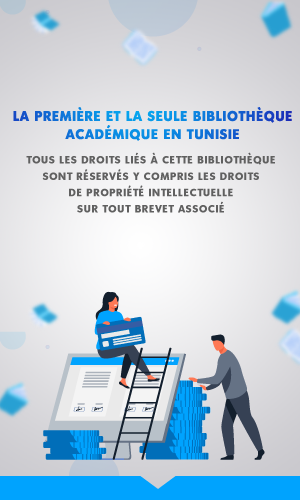 LA PREMIÈRE ET LA SEULE BIBLIOTHÈQUE
ACADÉMIQUE EN TUNISIE
TOUS LES DROITS LIÉS À CETTE BIBLIOTHÈQUE
SONT RÉSERVÉS Y COMPRIS LES DROITS
DE PROPRIÉTÉ INTELLECTUELLE
SUR TOUT BREVET ASSOCIÉ